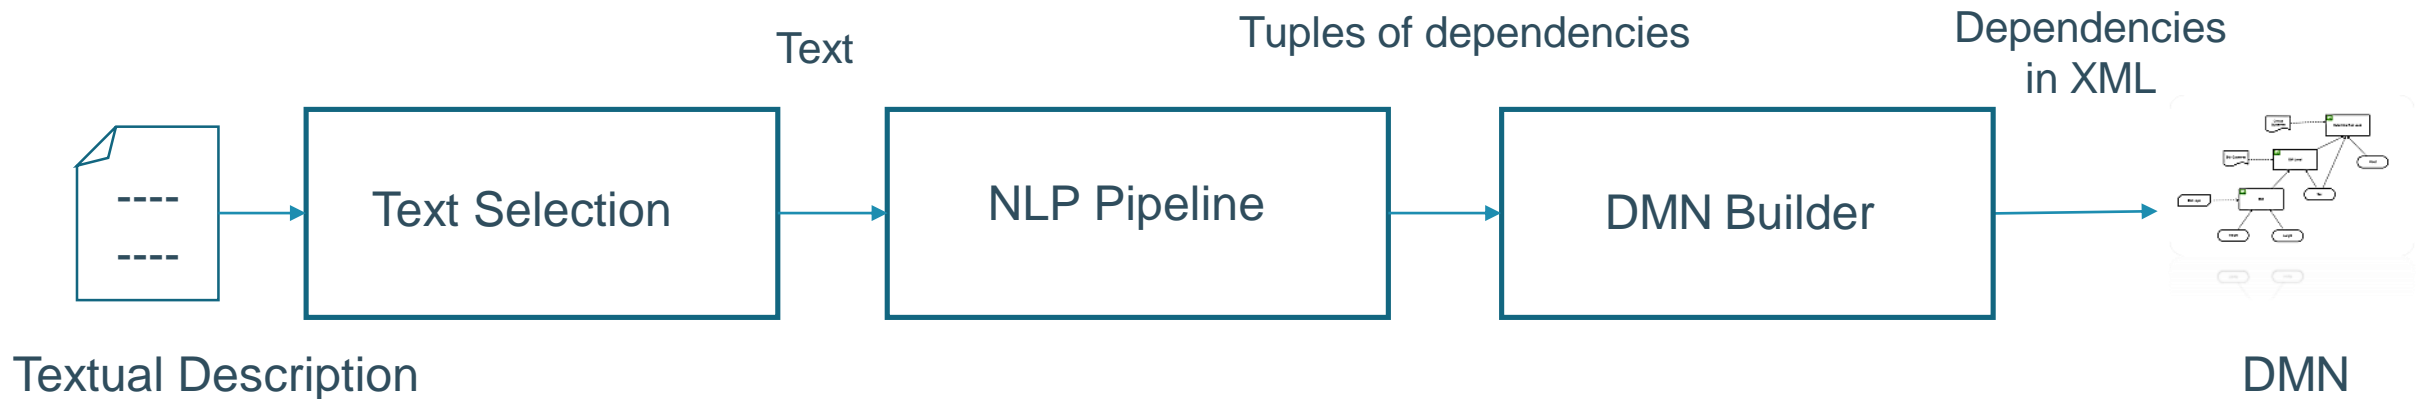 Text
Tuples of dependencies
Dependencies
in XML
----
----
Text Selection
NLP Pipeline
DMN Builder
Textual Description
DMN